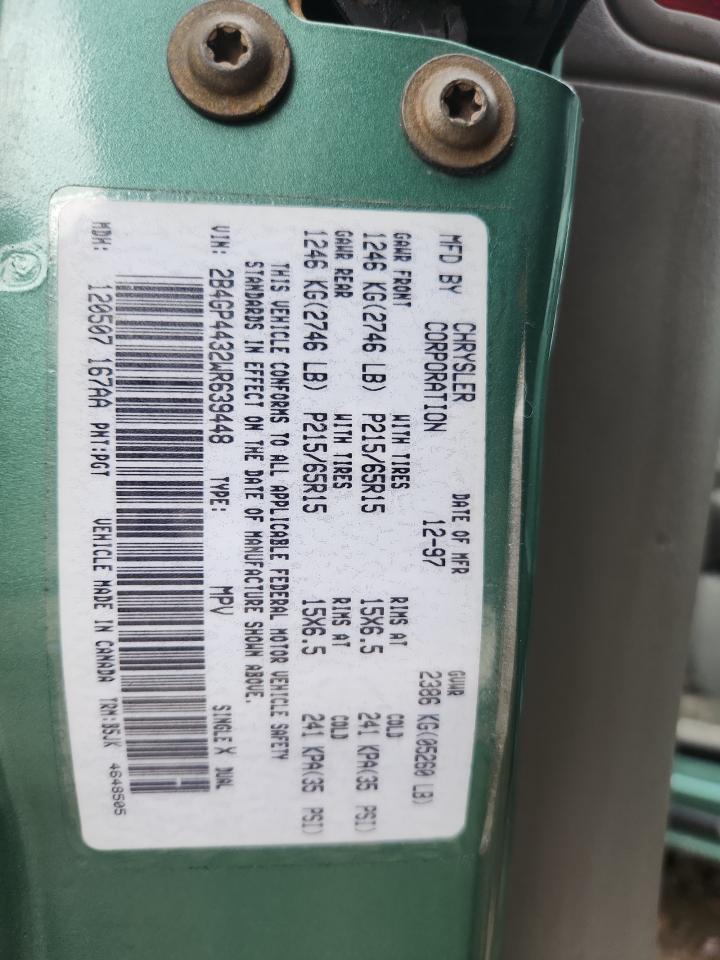 MFD BY CHRYSLER CORPORATION DATE OF MFR 12-97 GVWR 2386 KG(05260 LB)
GAWR FRONT WITH TIRES RIMS AT COLD
1246 KG(2746 LB) P215/65R15 15X6.5 241 KPA(35 PSI)
GAWR REAR WITH TIRES RIMS AT COLD
1246 KG(2746 LB) P215/65R15 15X6.5 241 KPA(35 PSI)
THIS VEHICLE CONFORMS TO ALL APPLICABLE FEDERAL MOTOR VEHICLE SAFETY
STANDARDS IN EFFECT ON THE DATE OF MANUFACTURE SHOWN ABOVE.
VIN: 2B4GP4432WR639448 TYPE: MPV SINGLE X DUAL
MDH: 120507 167AA PNT:PGT VEHICLE MADE IN CANADA TRM:B5JK 4648505